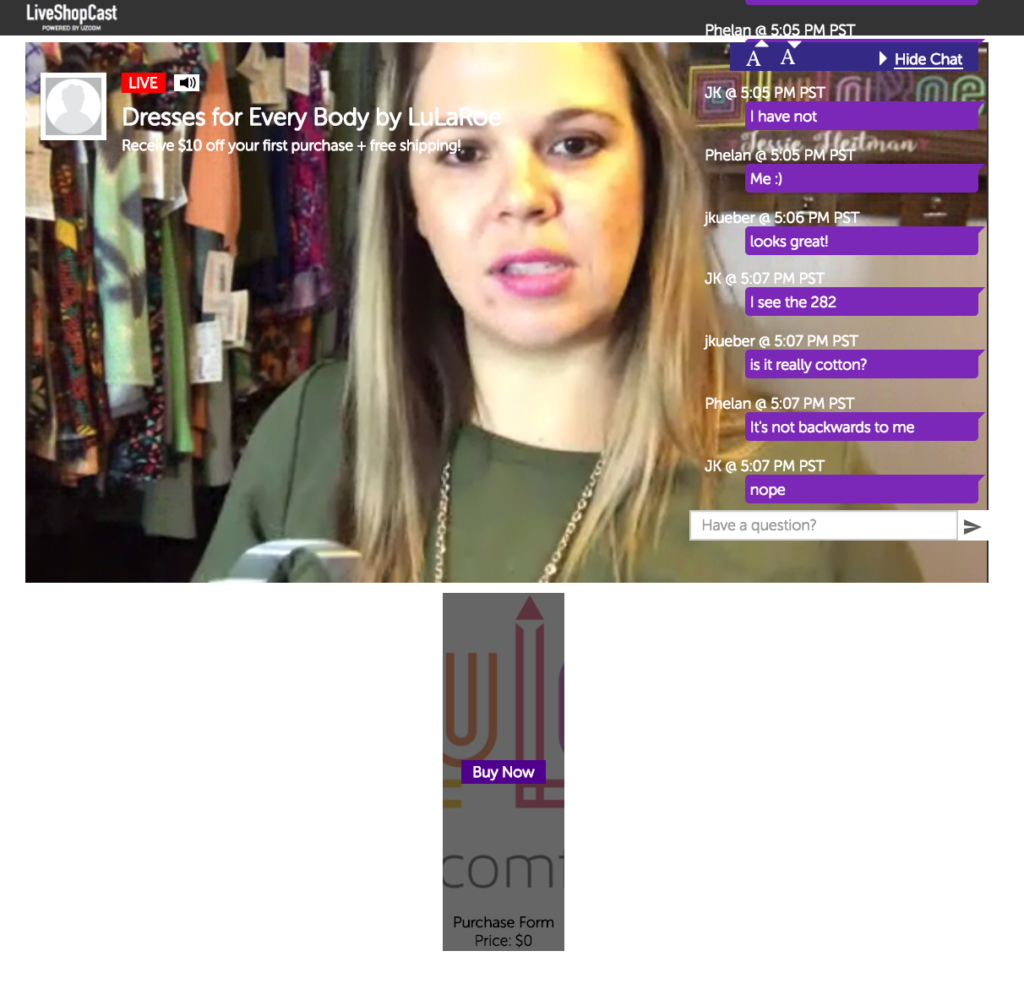 LiveShopCast
POWERED BY UZOOM
Phelan @ 5:05 PM PST
A A Hide Chat
LIVE
Dresses for Every Body by LuLaRoe
Receive $10 off your first purchase + free shipping!
JK @ 5:05 PM PST
I have not
Jessie Heitman
Phelan @ 5:05 PM PST
Me :)
jkueber @ 5:06 PM PST
looks great!
JK @ 5:07 PM PST
I see the 282
jkueber @ 5:07 PM PST
is it really cotton?
Phelan @ 5:07 PM PST
It's not backwards to me
JK @ 5:07 PM PST
nope
Have a question?
Buy Now
com
Purchase Form
Price: $0